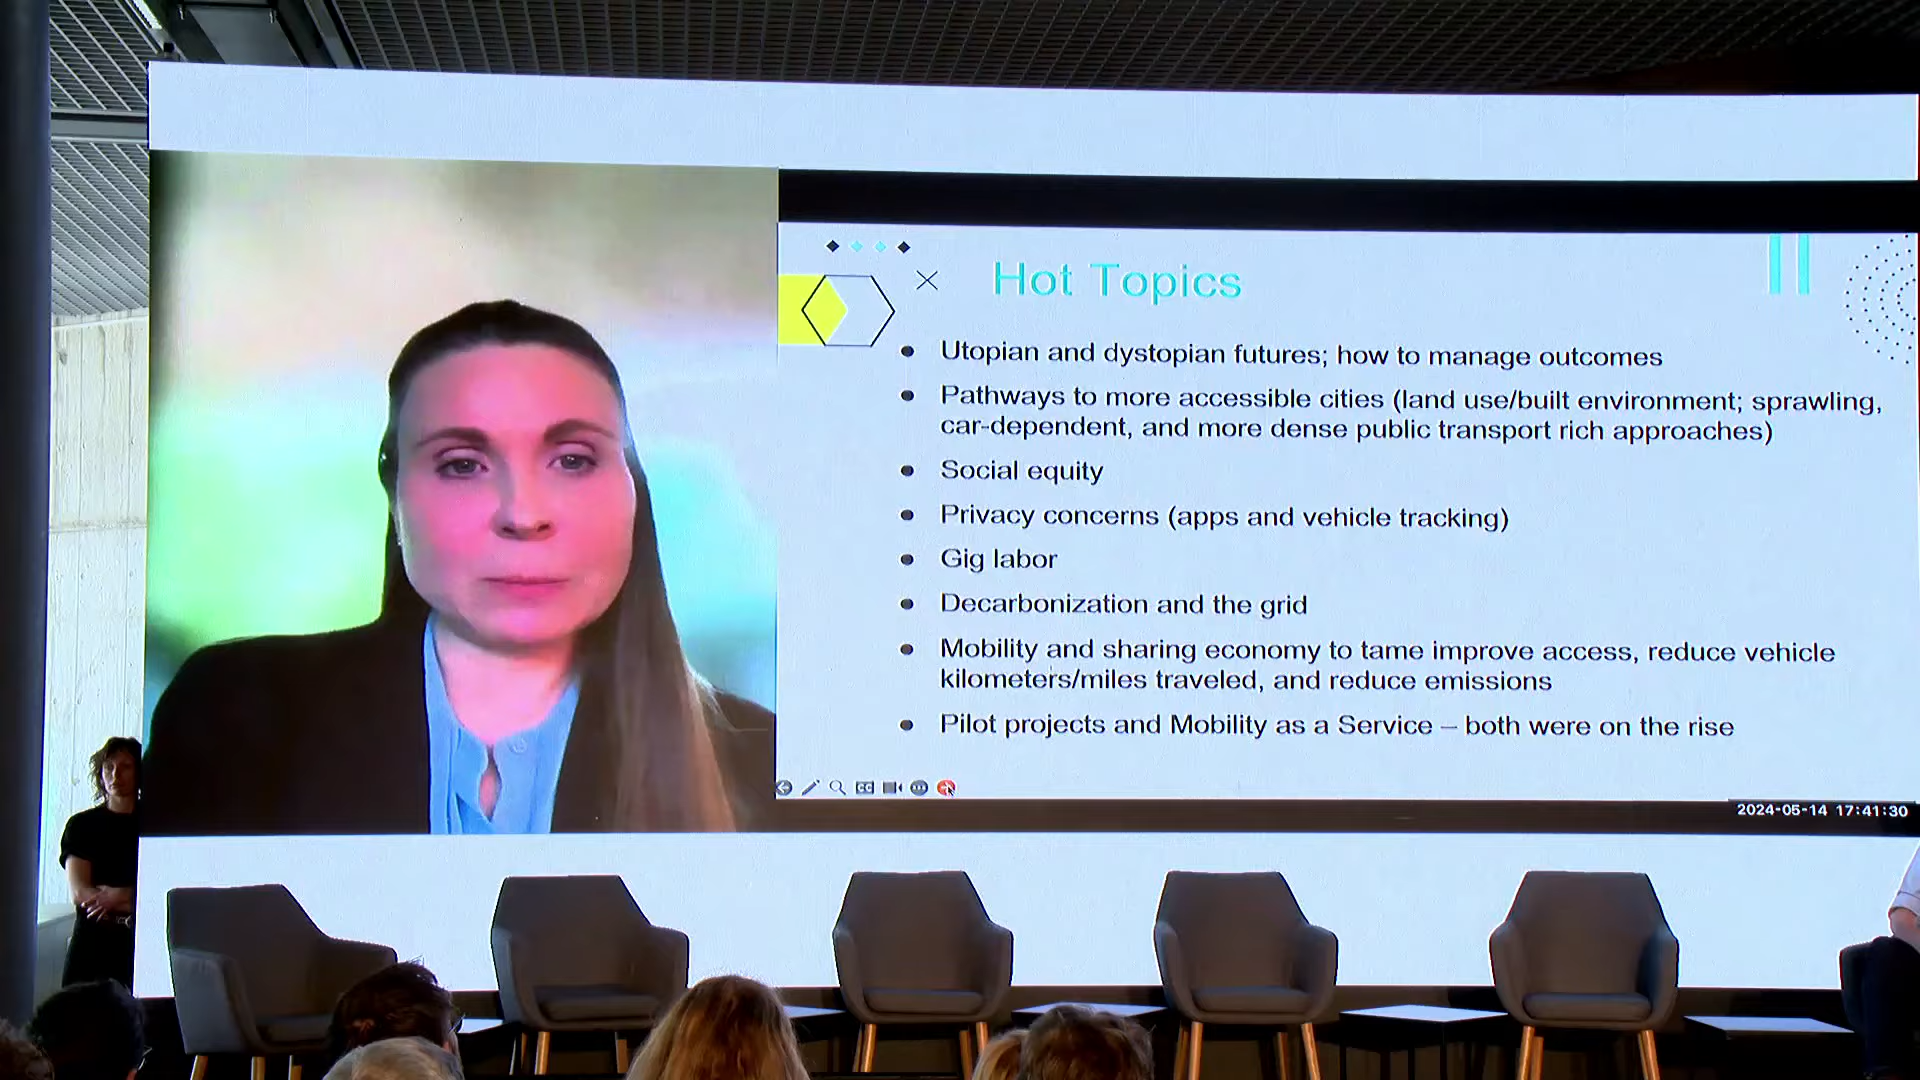 Hot Topics
Utopian and dystopian futures; how to manage outcomes
Pathways to more accessible cities (land use/built environment; sprawling,
car-dependent, and more dense public transport rich approaches)
Social equity
Privacy concerns (apps and vehicle tracking)
Gig labor
Decarbonization and the grid
Mobility and sharing economy to tame improve access, reduce vehicle
kilometers/miles traveled, and reduce emissions
Pilot projects and Mobility as a Service – both were on the rise
CC
2024-05-14 17:41:30